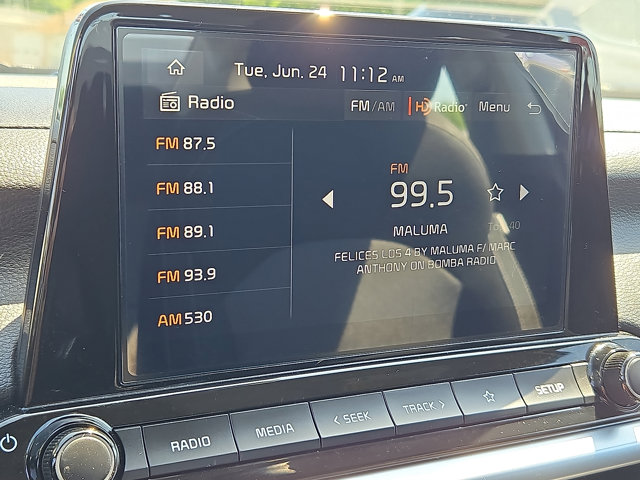 Tue, Jun. 24 11:12 AM
Radio FM/AM HD Radio Menu
FM 87.5
FM 88.1
FM 89.1
FM 93.9
AM 530
FM
99.5
Top 40
MALUMA
FELICES LOS 4 BY MALUMA F/ MARC
ANTHONY ON BOMBA RADIO
RADIO MEDIA < SEEK TRACK > SETUP